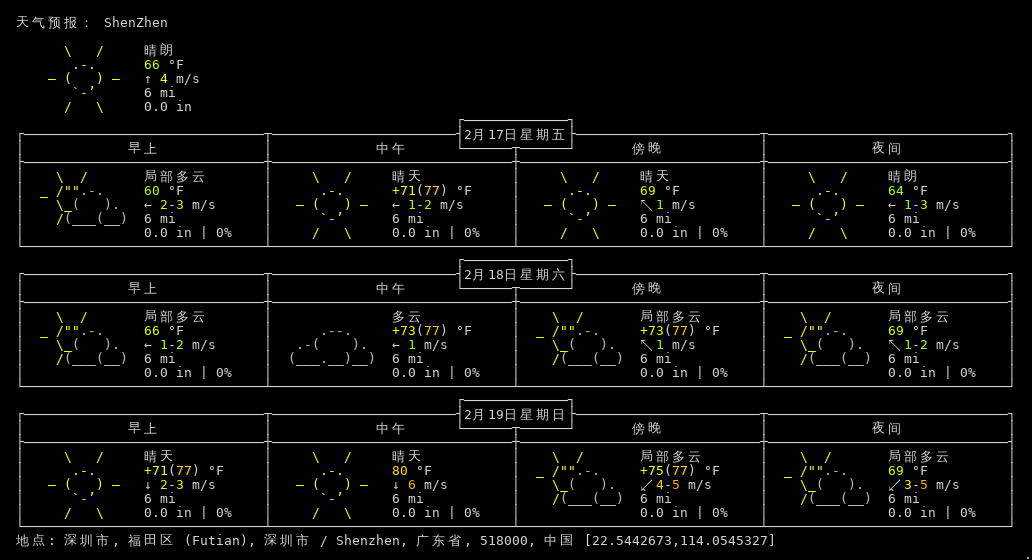 天气预报： ShenZhen
晴朗
66 °F
↑ 4 m/s
6 mi
0.0 in
2月17日星期五
早上 中午 傍晚 夜间
局部多云 晴天 晴天 晴朗
60 °F +71(77) °F 69 °F 64 °F
← 2-3 m/s ← 1-2 m/s ↖ 1 m/s ← 1-3 m/s
6 mi 6 mi 6 mi 6 mi
0.0 in | 0% 0.0 in | 0% 0.0 in | 0% 0.0 in | 0%
2月18日星期六
早上 中午 傍晚 夜间
局部多云 多云 局部多云 局部多云
66 °F +73(77) °F +73(77) °F 69 °F
← 1-2 m/s ← 1 m/s ↖ 1 m/s ↖ 1-2 m/s
6 mi 6 mi 6 mi 6 mi
0.0 in | 0% 0.0 in | 0% 0.0 in | 0% 0.0 in | 0%
2月19日星期日
早上 中午 傍晚 夜间
晴天 晴天 局部多云 局部多云
+71(77) °F 80 °F +75(77) °F 69 °F
↓ 2-3 m/s ↓ 6 m/s ↙ 4-5 m/s ↙ 3-5 m/s
6 mi 6 mi 6 mi 6 mi
0.0 in | 0% 0.0 in | 0% 0.0 in | 0% 0.0 in | 0%
地点: 深圳市, 福田区 (Futian), 深圳市 / Shenzhen, 广东省, 518000, 中国 [22.5442673,114.0545327]